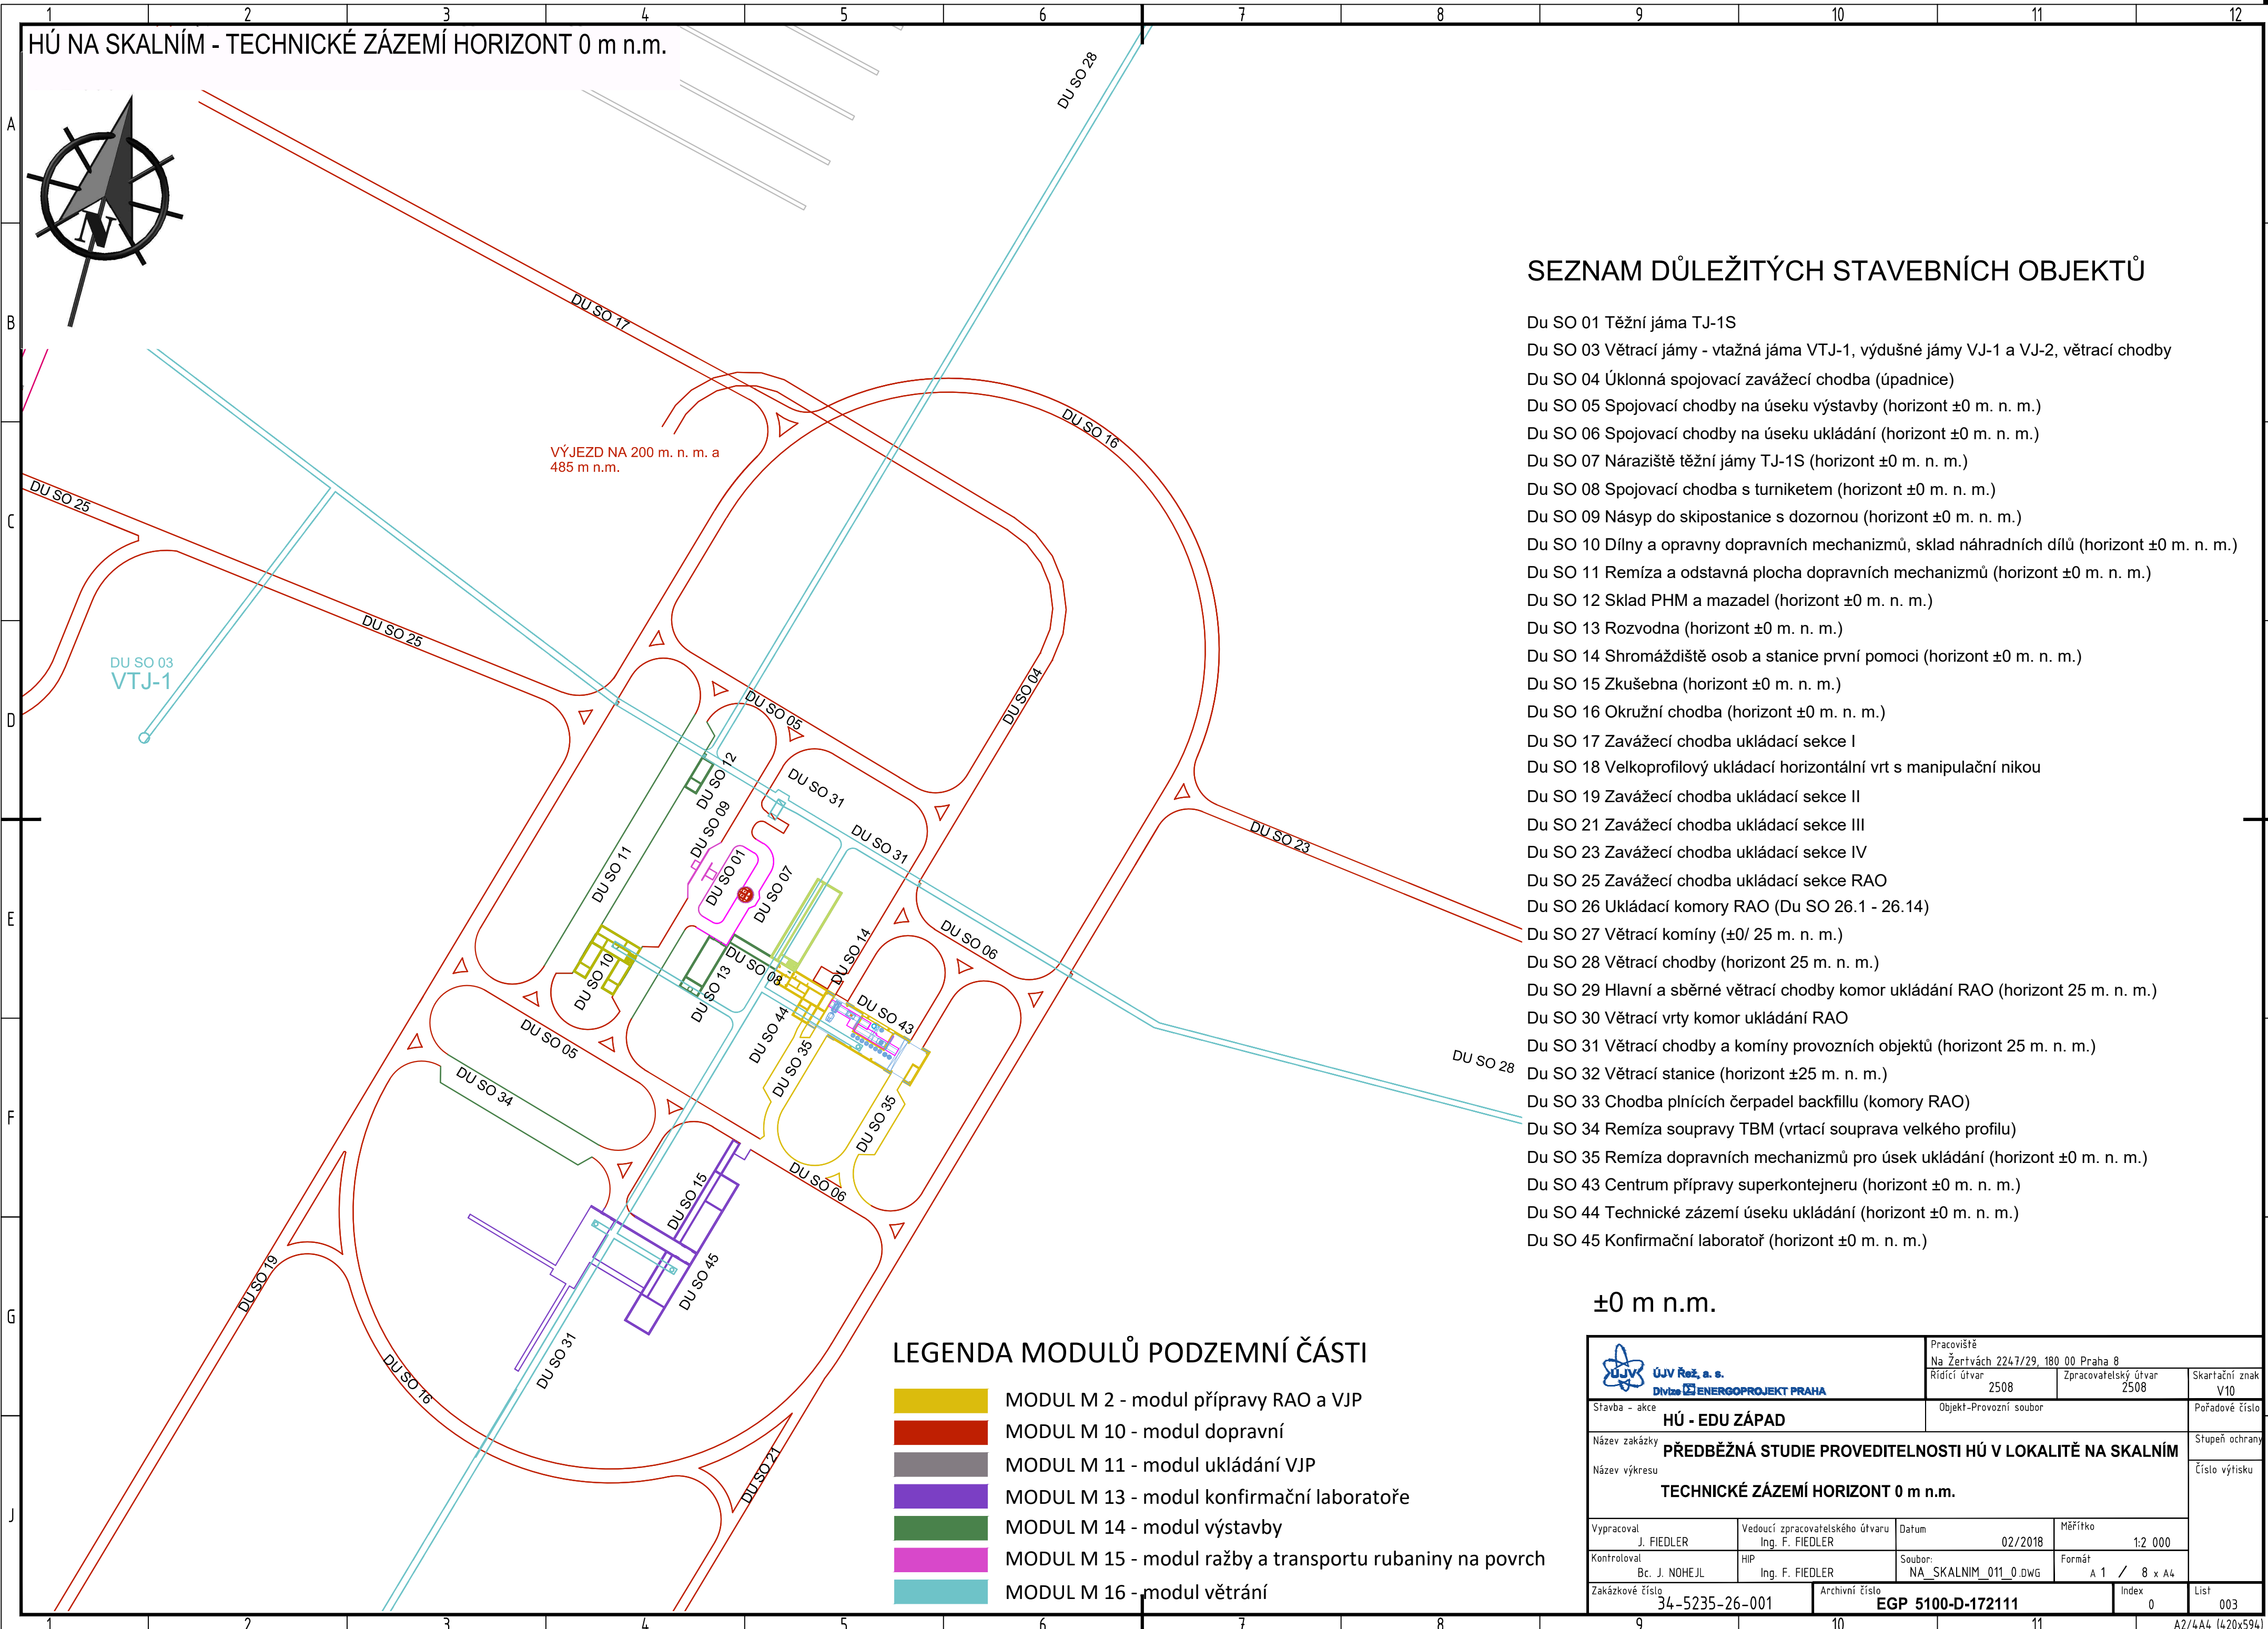 1 2 3 4 5 6 7 8 9 10 11 12
HÚ NA SKALNÍM - TECHNICKÉ ZÁZEMÍ HORIZONT 0 m n.m.
A
B
C
D
E
F
G
J
N
DU SO 28
DU SO 17
DU SO 16
VÝJEZD NA 200 m. n. m. a
485 m n.m.
DU SO 25
DU SO 25
DU SO 03
VTJ-1
DU SO 04
DU SO 05
DU SO 12
DU SO 31
DU SO 09
DU SO 31
DU SO 23
DU SO 11
DU SO 01
DU SO 07
DU SO 14
DU SO 06
DU SO 10
DU SO 08
DU SO 13
DU SO 43
DU SO 44
DU SO 05
DU SO 35
DU SO 28
DU SO 34
DU SO 35
DU SO 15
DU SO 06
DU SO 19
DU SO 45
DU SO 31
DU SO 16
DU SO 21
SEZNAM DŮLEŽITÝCH STAVEBNÍCH OBJEKTŮ
Du SO 01 Těžní jáma TJ-1S
Du SO 03 Větrací jámy - vtažná jáma VTJ-1, výdušné jámy VJ-1 a VJ-2, větrací chodby
Du SO 04 Úklonná spojovací zavážecí chodba (úpadnice)
Du SO 05 Spojovací chodby na úseku výstavby (horizont ±0 m. n. m.)
Du SO 06 Spojovací chodby na úseku ukládání (horizont ±0 m. n. m.)
Du SO 07 Náraziště těžní jámy TJ-1S (horizont ±0 m. n. m.)
Du SO 08 Spojovací chodba s turniketem (horizont ±0 m. n. m.)
Du SO 09 Násyp do skipostanice s dozornou (horizont ±0 m. n. m.)
Du SO 10 Dílny a opravny dopravních mechanizmů, sklad náhradních dílů (horizont ±0 m. n. m.)
Du SO 11 Remíza a odstavná plocha dopravních mechanizmů (horizont ±0 m. n. m.)
Du SO 12 Sklad PHM a mazadel (horizont ±0 m. n. m.)
Du SO 13 Rozvodna (horizont ±0 m. n. m.)
Du SO 14 Shromáždiště osob a stanice první pomoci (horizont ±0 m. n. m.)
Du SO 15 Zkušebna (horizont ±0 m. n. m.)
Du SO 16 Okružní chodba (horizont ±0 m. n. m.)
Du SO 17 Zavážecí chodba ukládací sekce I
Du SO 18 Velkoprofilový ukládací horizontální vrt s manipulační nikou
Du SO 19 Zavážecí chodba ukládací sekce II
Du SO 21 Zavážecí chodba ukládací sekce III
Du SO 23 Zavážecí chodba ukládací sekce IV
Du SO 25 Zavážecí chodba ukládací sekce RAO
Du SO 26 Ukládací komory RAO (Du SO 26.1 - 26.14)
Du SO 27 Větrací komíny (±0/ 25 m. n. m.)
Du SO 28 Větrací chodby (horizont 25 m. n. m.)
Du SO 29 Hlavní a sběrné větrací chodby komor ukládání RAO (horizont 25 m. n. m.)
Du SO 30 Větrací vrty komor ukládání RAO
Du SO 31 Větrací chodby a komíny provozních objektů (horizont 25 m. n. m.)
Du SO 32 Větrací stanice (horizont ±25 m. n. m.)
Du SO 33 Chodba plnících čerpadel backfillu (komory RAO)
Du SO 34 Remíza soupravy TBM (vrtací souprava velkého profilu)
Du SO 35 Remíza dopravních mechanizmů pro úsek ukládání (horizont ±0 m. n. m.)
Du SO 43 Centrum přípravy superkontejneru (horizont ±0 m. n. m.)
Du SO 44 Technické zázemí úseku ukládání (horizont ±0 m. n. m.)
Du SO 45 Konfirmační laboratoř (horizont ±0 m. n. m.)
±0 m n.m.
LEGENDA MODULŮ PODZEMNÍ ČÁSTI
MODUL M 2 - modul přípravy RAO a VJP
MODUL M 10 - modul dopravní
MODUL M 11 - modul ukládání VJP
MODUL M 13 - modul konfirmační laboratoře
MODUL M 14 - modul výstavby
MODUL M 15 - modul ražby a transportu rubaniny na povrch
MODUL M 16 - modul větrání
ÚJV
ÚJV Řež, a. s.
Divize ENERGOPROJEKT PRAHA
Pracoviště
Na Žertvách 2247/29, 180 00 Praha 8
Řídící útvar
2508
Zpracovatelský útvar
2508
Skartační znak
V10
Stavba - akce
HÚ - EDU ZÁPAD
Objekt-Provozní soubor
Pořadové číslo
Název zakázky
PŘEDBĚŽNÁ STUDIE PROVEDITELNOSTI HÚ V LOKALITĚ NA SKALNÍM
Stupeň ochrany
Název výkresu
TECHNICKÉ ZÁZEMÍ HORIZONT 0 m n.m.
Číslo výtisku
Vypracoval
J. FIEDLER
Vedoucí zpracovatelského útvaru
Ing. F. FIEDLER
Datum
02/2018
Měřítko
1:2 000
Kontroloval
Bc. J. NOHEJL
HIP
Ing. F. FIEDLER
Soubor:
NA_SKALNIM_011_0.DWG
Formát
A 1 / 8 x A4
Zakázkové číslo
34-5235-26-001
Archivní číslo
EGP 5100-D-172111
Index
0
List
003
1 2 3 4 5 6 7 8 9 10 11
A2/4A4 (420x594)